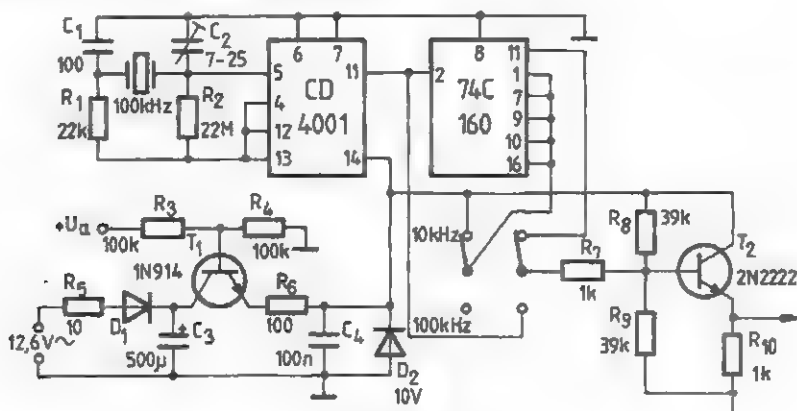 C1
100
C2
7-25
100kHz
R1
22k
R2
22M
6
7
5
4
12
13
11
14
CD
4001
8
2
11
1
7
9
10
16
74C
160
+Ua
R3
100k
T1
R4
100k
1N914
R5
10
D1
12,6V~
C3
+
500µ
R6
100
C4
100n
D2
10V
10kHz
100kHz
R7
1k
R8
39k
R9
39k
T2
2N2222
R10
1k